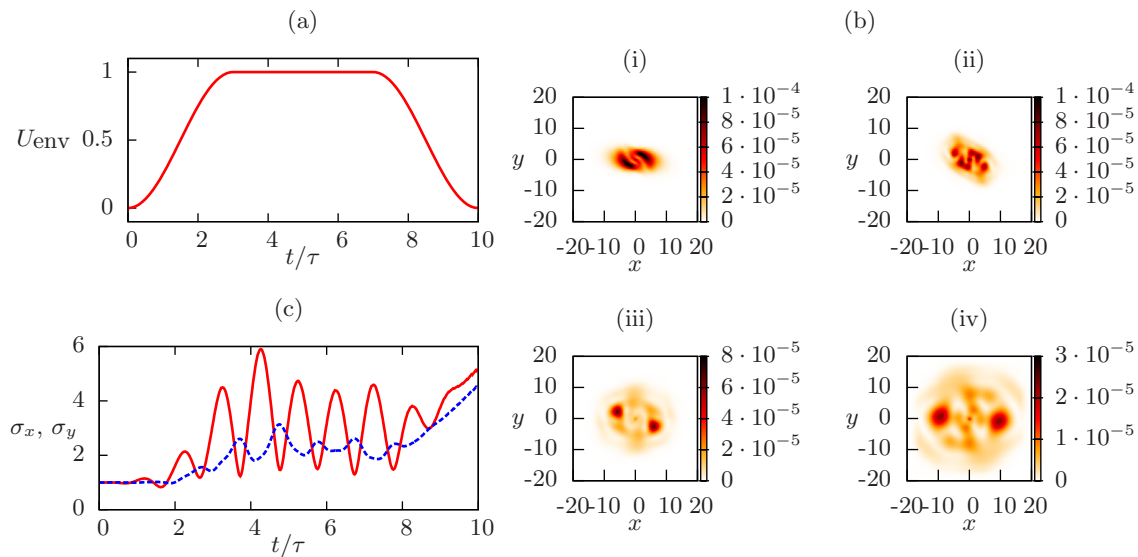 (a)
1
0.5
0
U_env
0 2 4 6 8 10
t/τ
(b)
(i)
20
10
0
-10
-20
y
-20 -10 0 10 20
x
1 · 10⁻⁴
8 · 10⁻⁵
6 · 10⁻⁵
4 · 10⁻⁵
2 · 10⁻⁵
0
(ii)
20
10
0
-10
-20
y
-20 -10 0 10 20
x
1 · 10⁻⁴
8 · 10⁻⁵
6 · 10⁻⁵
4 · 10⁻⁵
2 · 10⁻⁵
0
(c)
6
4
2
0
σx, σy
0 2 4 6 8 10
t/τ
(iii)
20
10
0
-10
-20
y
-20 -10 0 10 20
x
8 · 10⁻⁵
6 · 10⁻⁵
4 · 10⁻⁵
2 · 10⁻⁵
0
(iv)
20
10
0
-10
-20
y
-20 -10 0 10 20
x
3 · 10⁻⁵
2 · 10⁻⁵
1 · 10⁻⁵
0